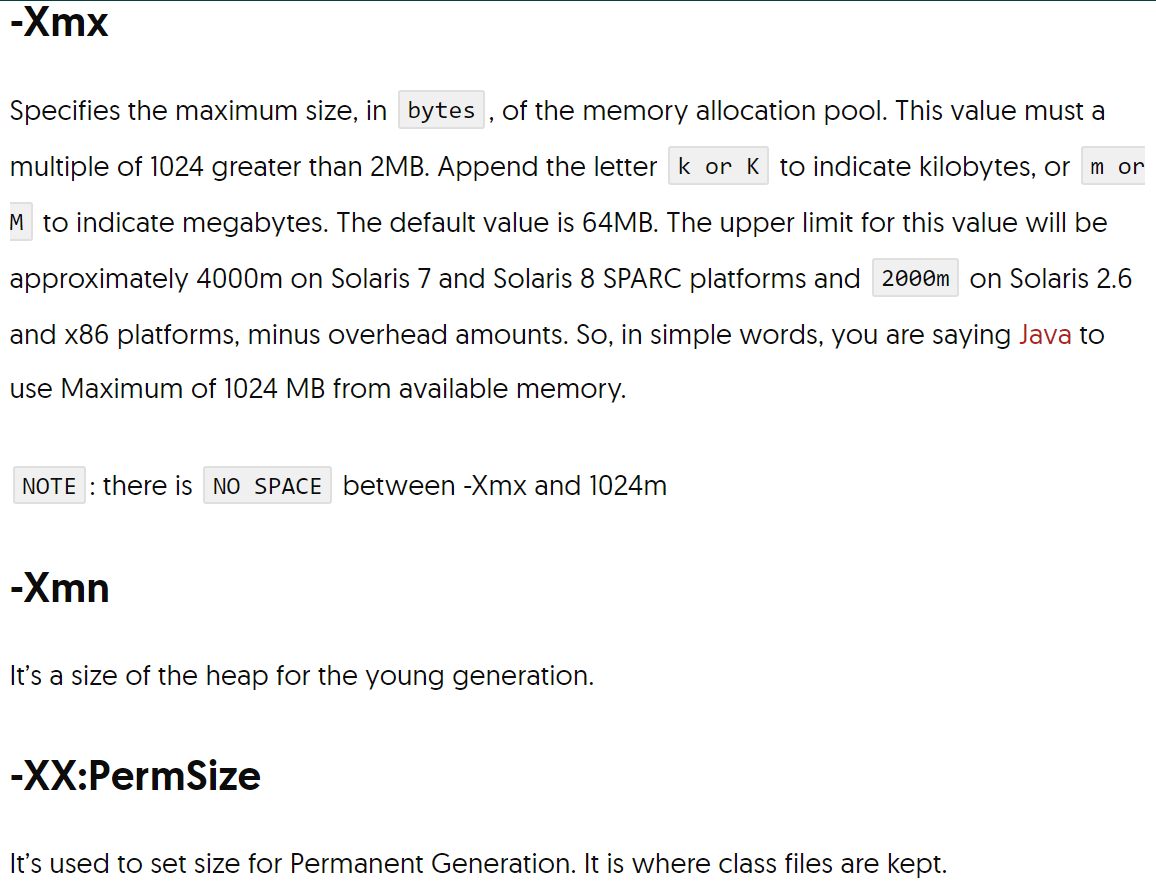 -Xmx
Specifies the maximum size, in bytes , of the memory allocation pool. This value must a
multiple of 1024 greater than 2MB. Append the letter k or K to indicate kilobytes, or m or
M to indicate megabytes. The default value is 64MB. The upper limit for this value will be
approximately 4000m on Solaris 7 and Solaris 8 SPARC platforms and 2000m on Solaris 2.6
and x86 platforms, minus overhead amounts. So, in simple words, you are saying Java to
use Maximum of 1024 MB from available memory.
NOTE : there is NO SPACE between -Xmx and 1024m
-Xmn
It’s a size of the heap for the young generation.
-XX:PermSize
It’s used to set size for Permanent Generation. It is where class files are kept.